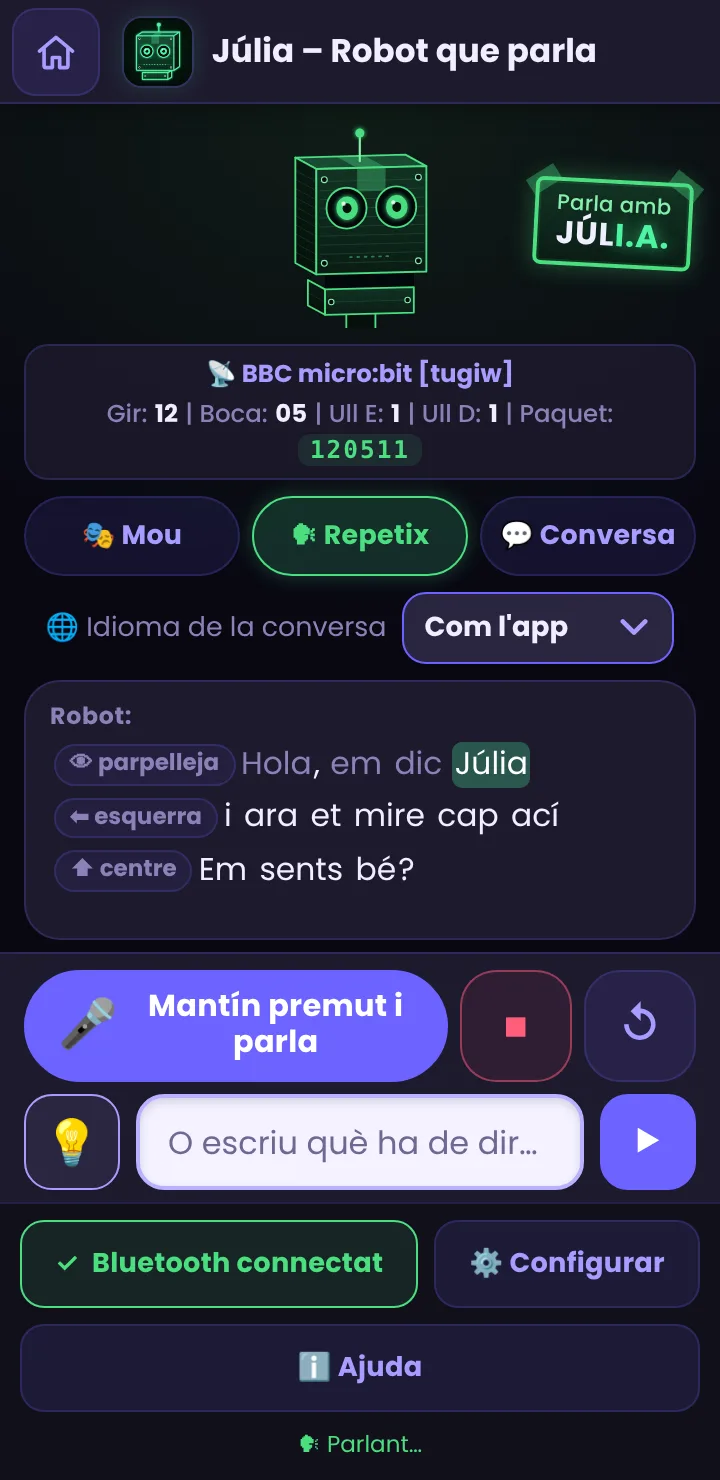 Júlia – Robot que parla
Parla amb
JÚLI.A.
📡 BBC micro:bit [tugiw]
Gir: 12 | Boca: 05 | Ull E: 1 | Ull D: 1 | Paquet:
120511
🎭 Mou
🗣 Repetix
💬 Conversa
🌐 Idioma de la conversa
Com l'app
Robot:
👁 parpelleja Hola, em dic Júlia
⬅ esquerra i ara et mire cap ací
⬆ centre Em sents bé?
🎤 Mantín premut i
parla
O escriu què ha de dir...
✓ Bluetooth connectat
⚙️ Configurar
ℹ️ Ajuda
🗣 Parlant...